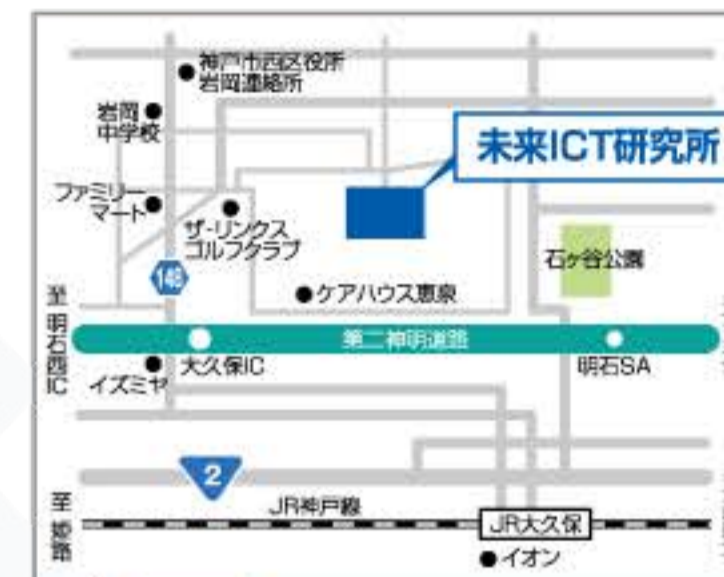 神戸市西区役所
岩岡連絡所
岩岡
中学校
未来ICT研究所
ファミリー
マート
ザ・リンクス
ゴルフクラブ
石ヶ谷公園
148
ケアハウス恵泉
至明石西IC
第二神明道路
大久保IC
明石SA
イズミヤ
2
至姫路
JR神戸線
JR大久保
イオン